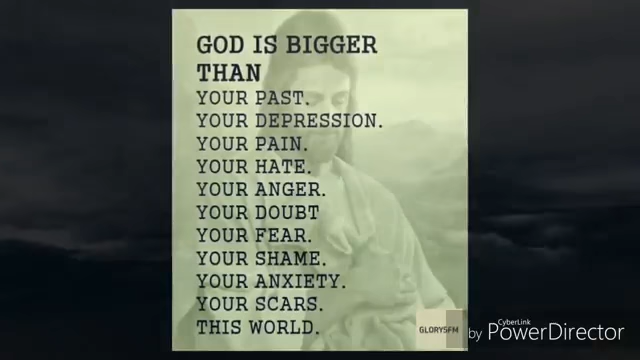 GOD IS BIGGER
THAN
YOUR PAST.
YOUR DEPRESSION.
YOUR PAIN.
YOUR HATE.
YOUR ANGER.
YOUR DOUBT
YOUR FEAR.
YOUR SHAME.
YOUR ANXIETY.
YOUR SCARS.
THIS WORLD.
GLORYSFM
CyberLink
by PowerDirector